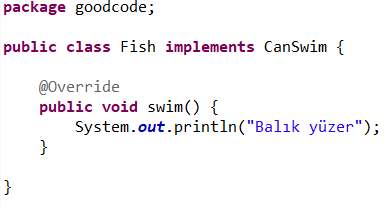 package goodcode;
public class Fish implements CanSwim {
@Override
public void swim() {
System.out.println("Balık yüzer");
}
}